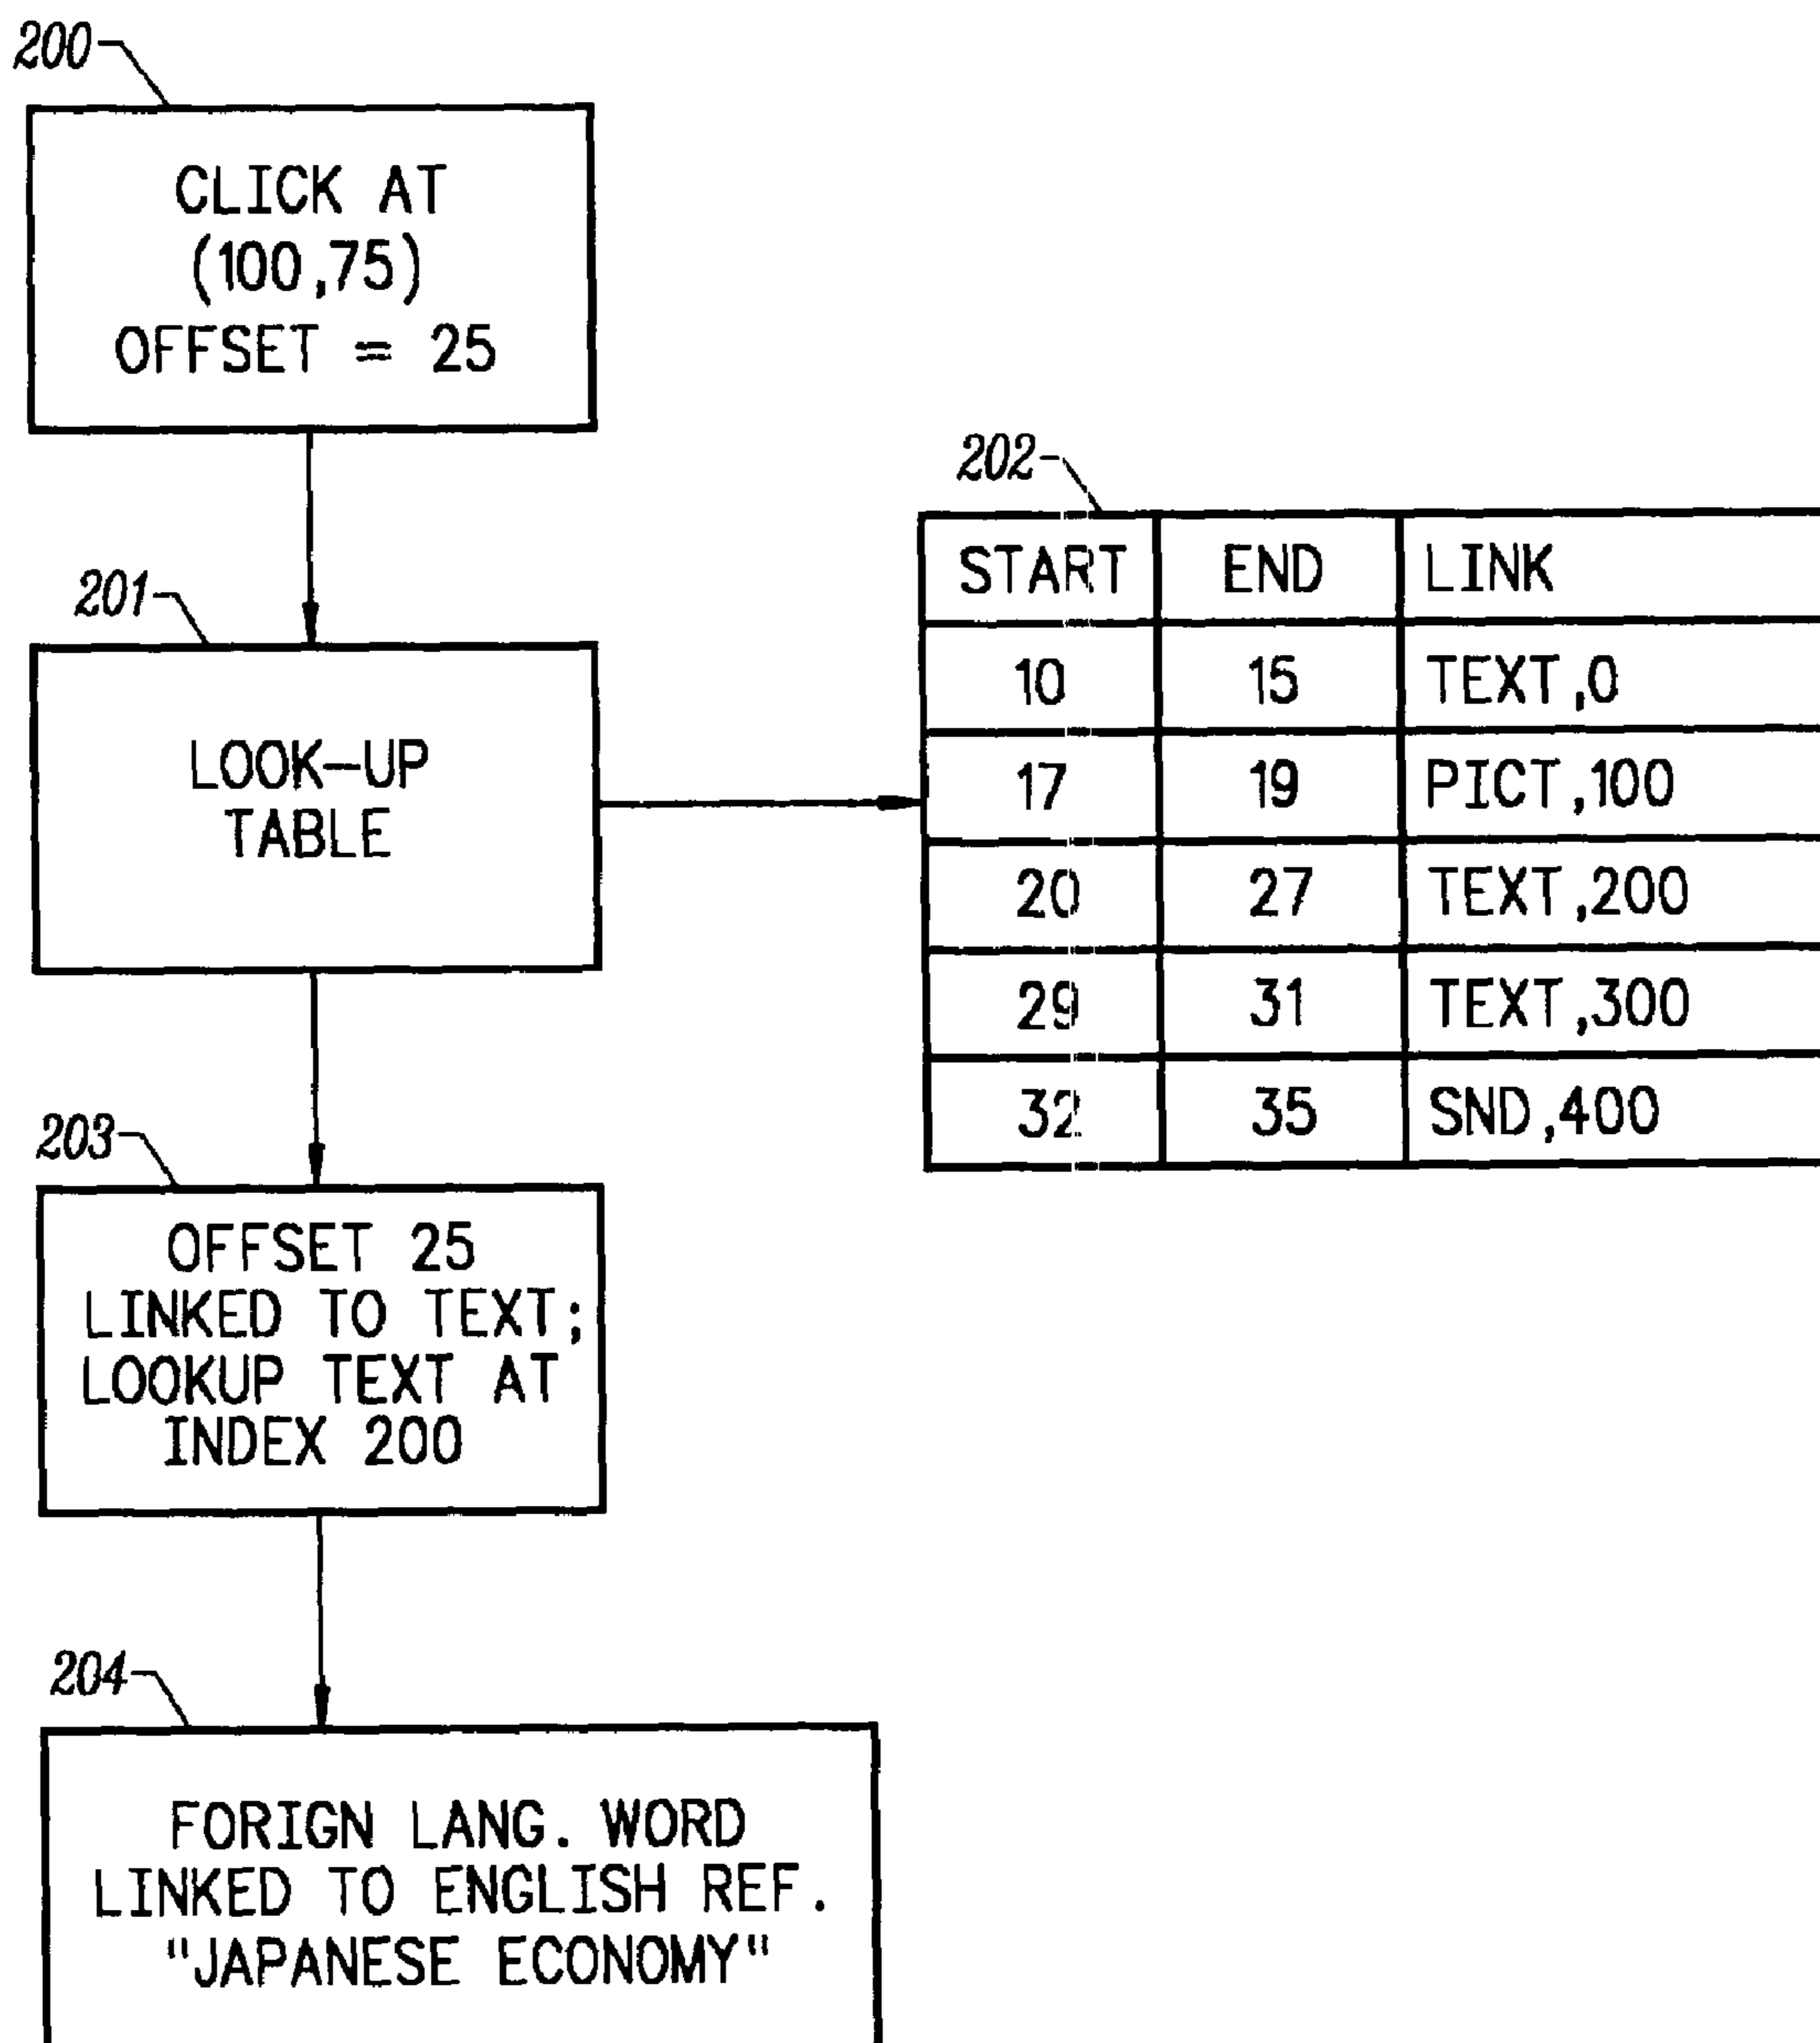 200
CLICK AT
(100,75)
OFFSET = 25
201
LOOK-UP
TABLE
202
START END LINK
10 15 TEXT,0
17 19 PICT,100
20 27 TEXT,200
29 31 TEXT,300
32 35 SND,400
203
OFFSET 25
LINKED TO TEXT;
LOOKUP TEXT AT
INDEX 200
204
FORIGN LANG. WORD
LINKED TO ENGLISH REF.
"JAPANESE ECONOMY"